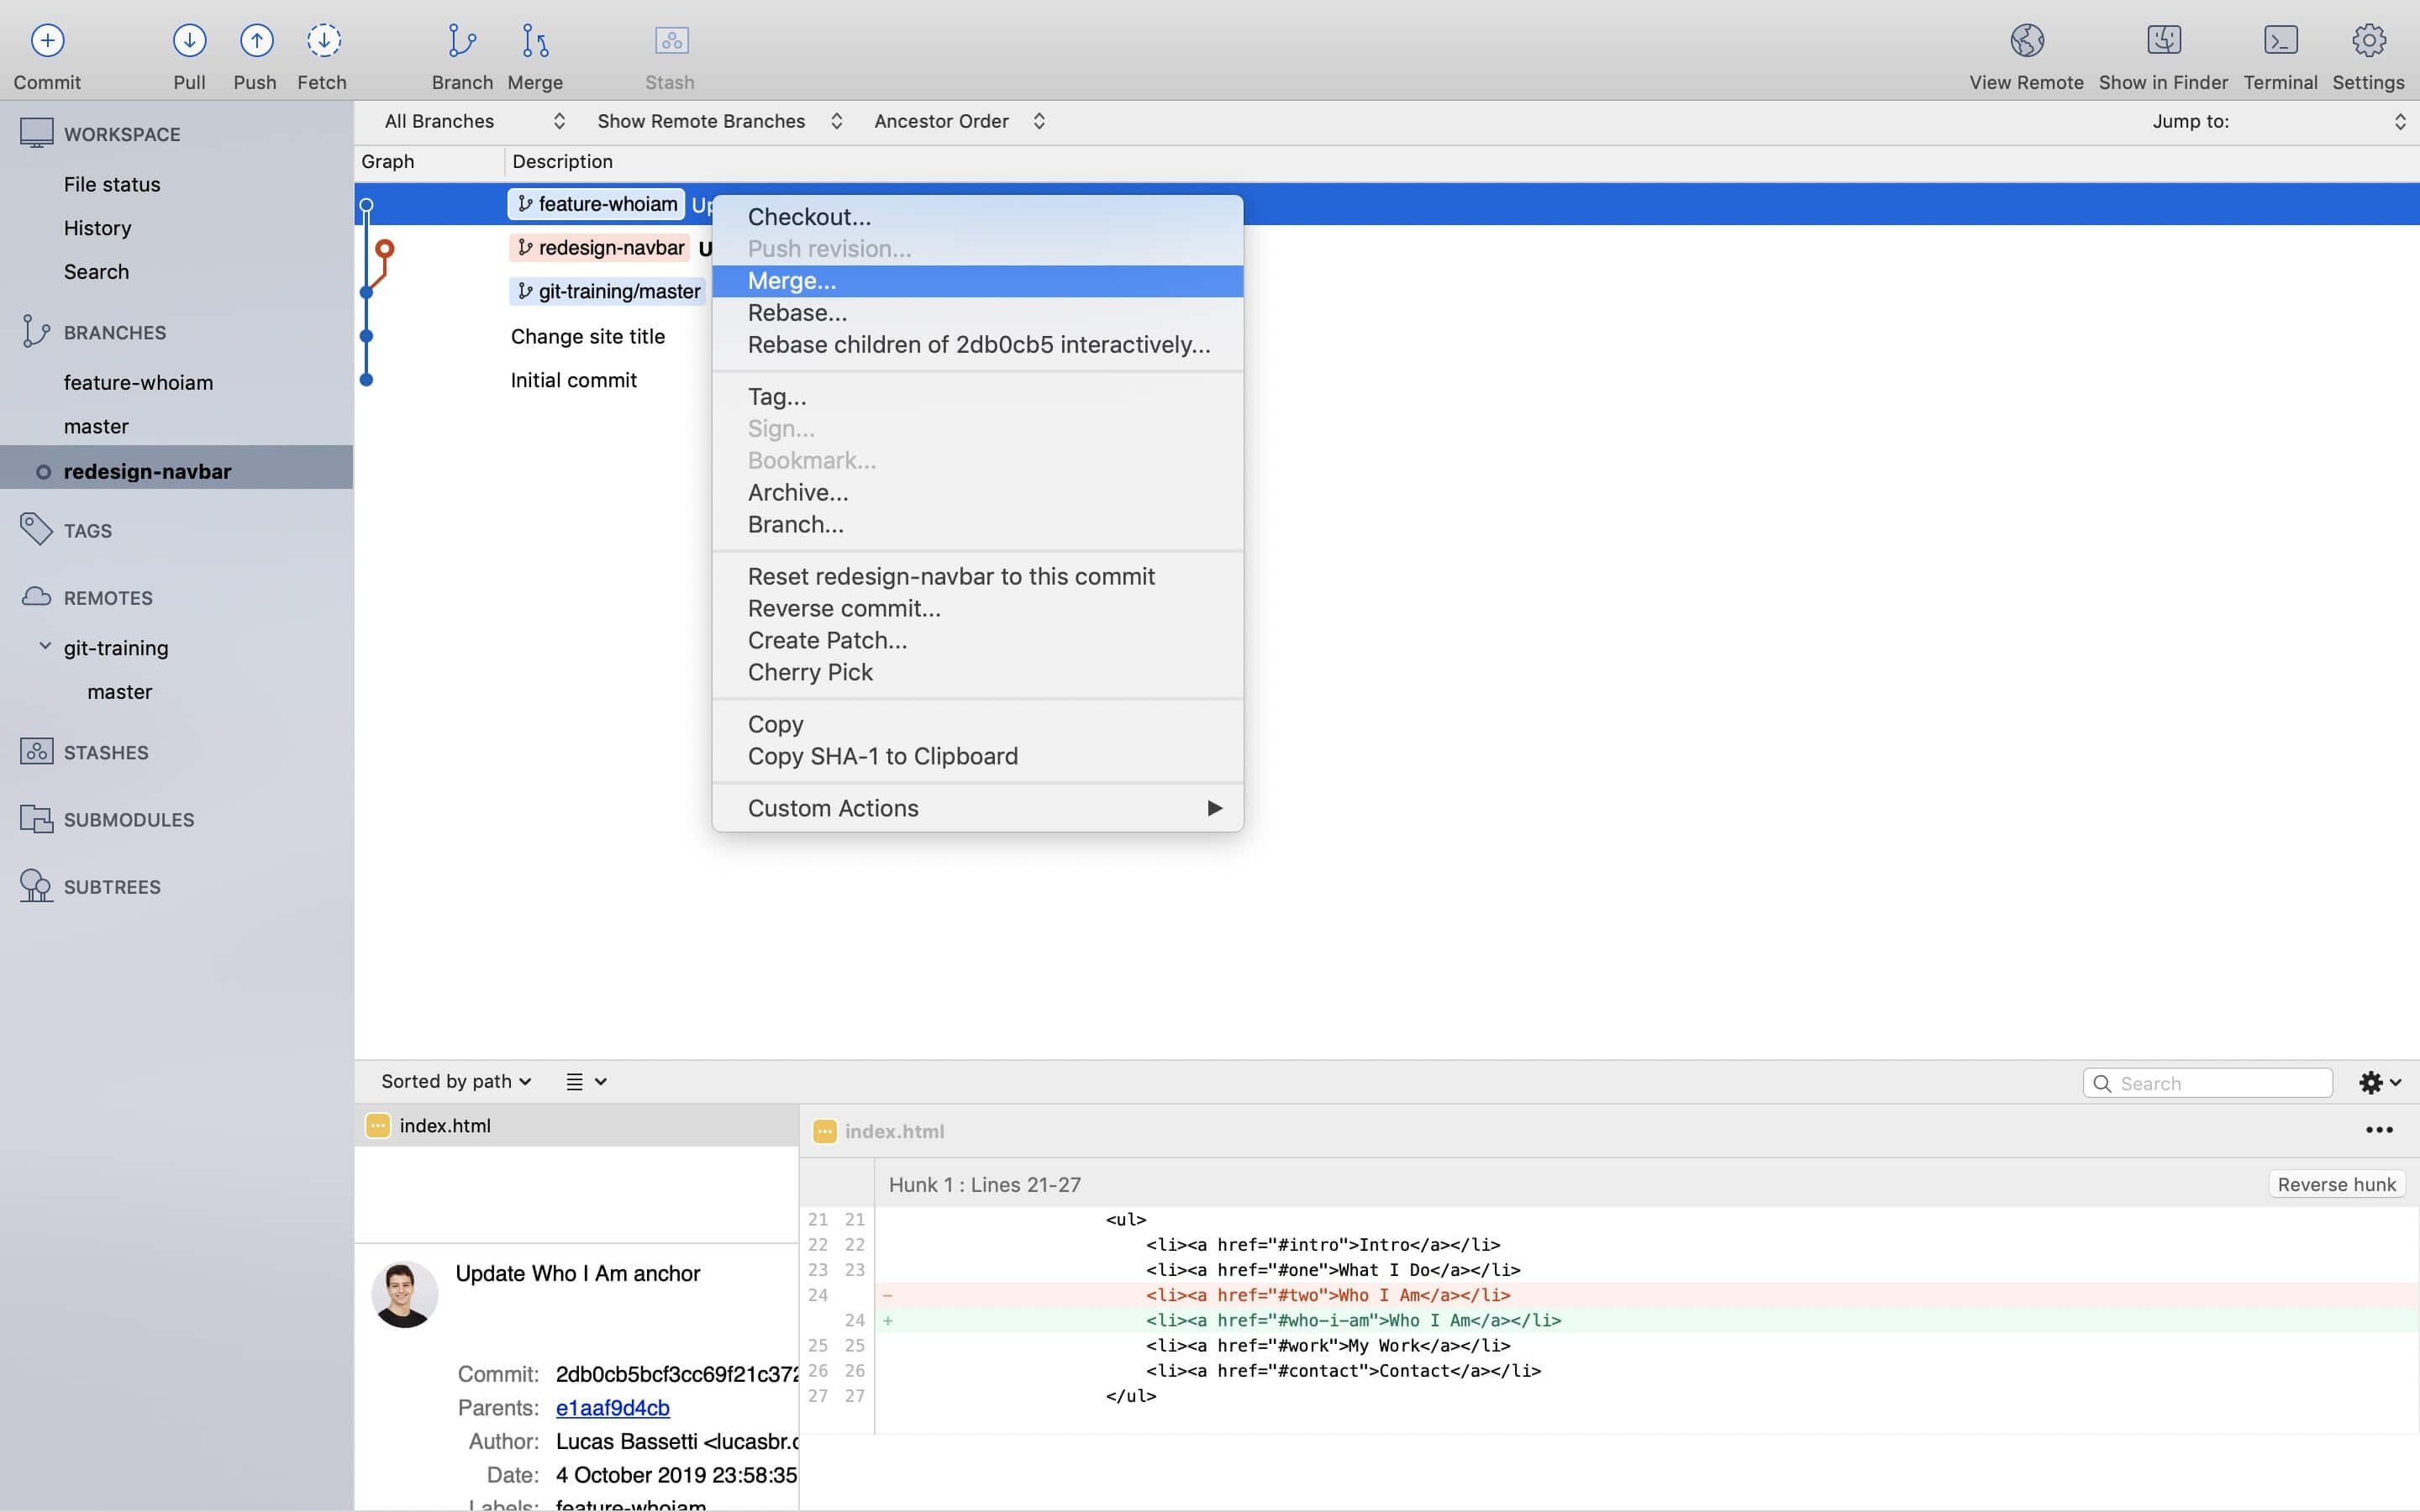 Commit Pull Push Fetch Branch Merge Stash View Remote Show in Finder Terminal Settings
All Branches Show Remote Branches Ancestor Order Jump to:
Graph Description
WORKSPACE
File status
History
Search
BRANCHES
feature-whoiam
master
redesign-navbar
TAGS
REMOTES
git-training
master
STASHES
SUBMODULES
SUBTREES
feature-whoiam Up
redesign-navbar U
git-training/master
Change site title
Initial commit
Checkout...
Push revision...
Merge...
Rebase...
Rebase children of 2db0cb5 interactively...
Tag...
Sign...
Bookmark...
Archive...
Branch...
Reset redesign-navbar to this commit
Reverse commit...
Create Patch...
Cherry Pick
Copy
Copy SHA-1 to Clipboard
Custom Actions
Sorted by path Search
index.html
Update Who I Am anchor
Commit: 2db0cb5bcf3cc69f21c372
Parents: e1aaf9d4cb
Author: Lucas Bassetti <lucasbr.
Date: 4 October 2019 23:58:35
Labels: feature-whoiam
index.html
Hunk 1 : Lines 21-27 Reverse hunk
21 21 <ul>
22 22 <li><a href="#intro">Intro</a></li>
23 23 <li><a href="#one">What I Do</a></li>
24 - <li><a href="#two">Who I Am</a></li>
24 + <li><a href="#who-i-am">Who I Am</a></li>
25 25 <li><a href="#work">My Work</a></li>
26 26 <li><a href="#contact">Contact</a></li>
27 27 </ul>